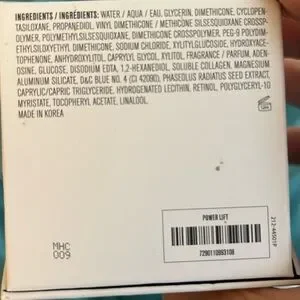 INGREDIENTS / INGRÉDIENTS: WATER / AQUA / EAU, GLYCERIN, DIMETHICONE, CYCLOPEN-
TASILOXANE, PROPANEDIOL, VINYL DIMETHICONE / METHICONE SILSESQUIOXANE CROSSP-
OLYMER, POLYMETHYLSILSESQUIOXANE, DIMETHICONE CROSSPOLYMER, PEG-9 POLYDIM-
ETHYLSILOXYETHYL DIMETHICONE, SODIUM CHLORIDE, XYLITYLGLUCOSIDE, HYDROXYACE-
TOPHENONE, ANHYDROXYLITOL, CAPRYLYL GLYCOL, XYLITOL, FRAGRANCE / PARFUM, ADEN-
OSINE, GLUCOSE, DISODIUM EDTA, 1,2-HEXANEDIOL, SOLUBLE COLLAGEN, MAGNESIUM
ALUMINUM SILICATE, D&C BLUE NO. 4 (CI 42090), PHASEOLUS RADIATUS SEED EXTRACT,
CAPRYLIC/CAPRIC TRIGLYCERIDE, HYDROGENATED LECITHIN, RETINOL, POLYGLYCERYL-10
MYRISTATE, TOCOPHERYL ACETATE, LINALOOL.
MADE IN KOREA
MHC
009
POWER LIFT
7290110993108